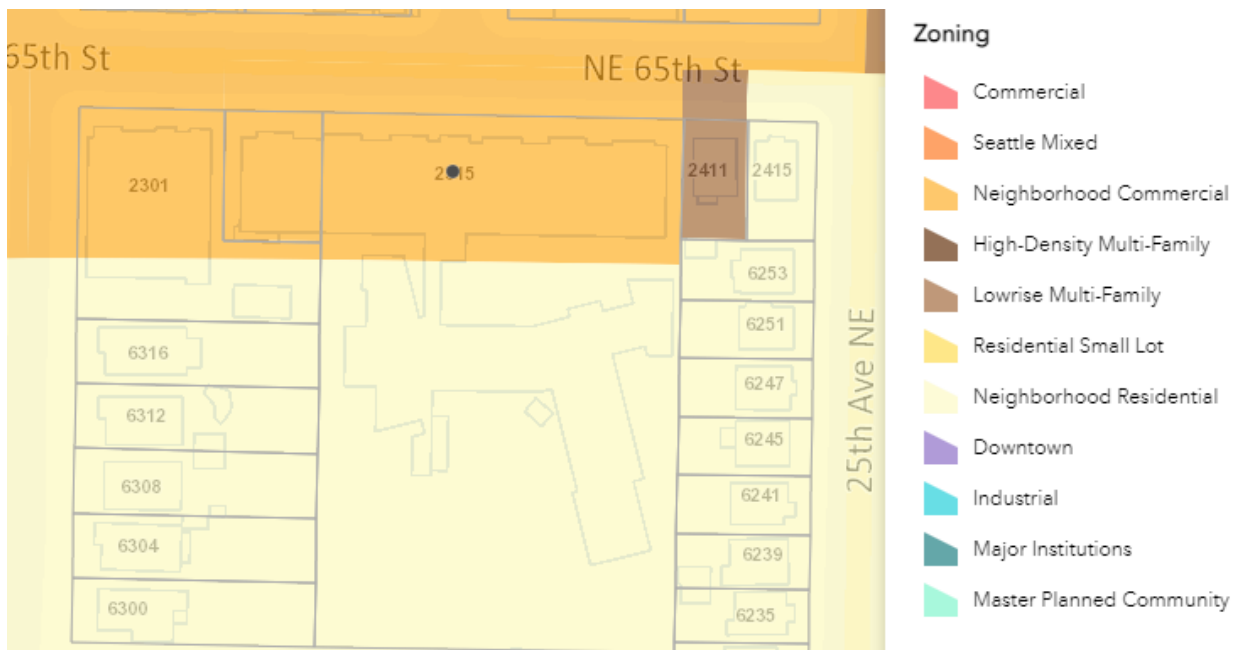 65th St
NE 65th St
2301
2411
2415
6253
6251
6316
6247
6312
6245
6308
6241
6304
6239
6300
6235
25th Ave NE
Zoning
Commercial
Seattle Mixed
Neighborhood Commercial
High-Density Multi-Family
Lowrise Multi-Family
Residential Small Lot
Neighborhood Residential
Downtown
Industrial
Major Institutions
Master Planned Community